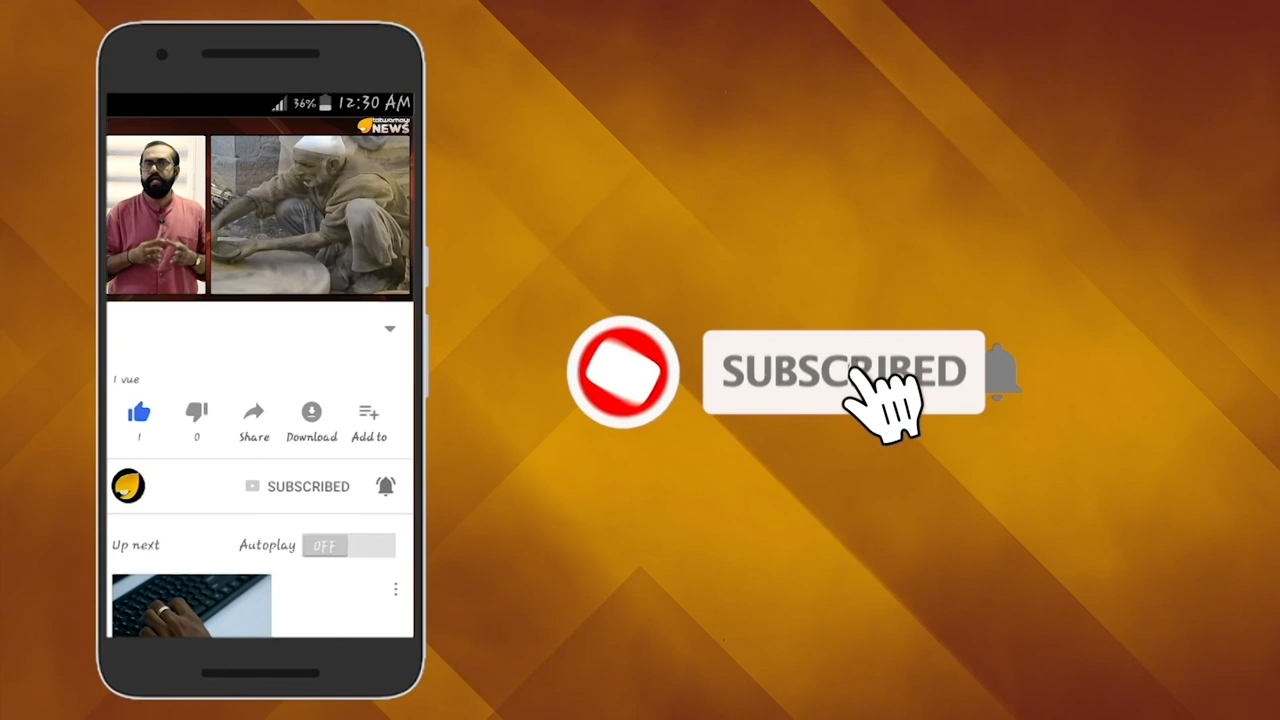 36% 12:30 AM
tatwamayi
NEWS
1 vue
1 0 Share Download Add to
SUBSCRIBED
Up next Autoplay OFF
SUBSCRIBED